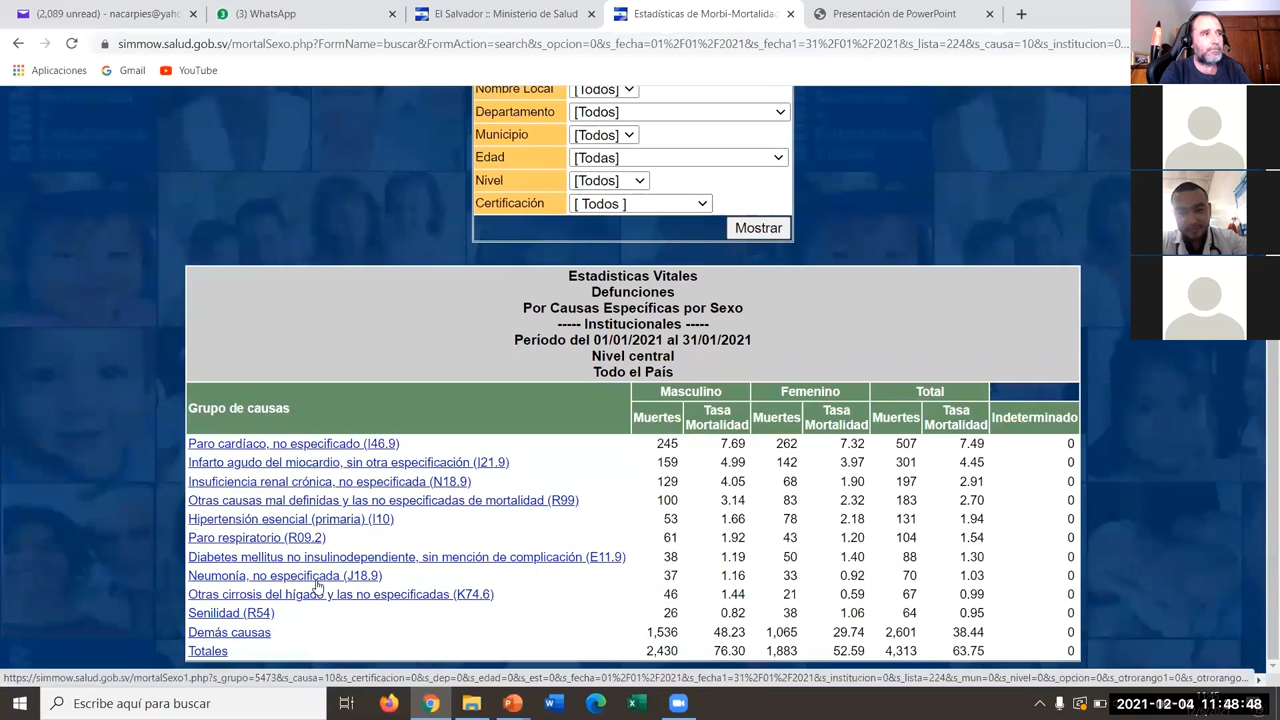 (2,089 unread) - nacarpies@yaho
(3) WhatsApp
El Salvador :: Ministerio de Salud
Estadísticas de Morbi-Mortalidad
Presentación de PowerPoint
simmow.salud.gob.sv/mortalSexo.php?FormName=buscar&FormAction=search&s_opcion=0&s_fecha=01%2F01%2F2021&s_fecha1=31%2F01%2F2021&s_lista=224&s_causa=10&s_institucion=0...
Aplicaciones Gmail YouTube
Nombre Local [Todos]
Departamento [Todos]
Municipio [Todos]
Edad [Todas]
Nivel [Todos]
Certificación [ Todos ]
Mostrar
Estadisticas Vitales
Defunciones
Por Causas Específicas por Sexo
----- Institucionales -----
Período del 01/01/2021 al 31/01/2021
Nivel central
Todo el País
Grupo de causas Masculino Femenino Total
Muertes Tasa Mortalidad Muertes Tasa Mortalidad Muertes Tasa Mortalidad Indeterminado
Paro cardíaco, no especificado (I46.9) 245 7.69 262 7.32 507 7.49 0
Infarto agudo del miocardio, sin otra especificación (I21.9) 159 4.99 142 3.97 301 4.45 0
Insuficiencia renal crónica, no especificada (N18.9) 129 4.05 68 1.90 197 2.91 0
Otras causas mal definidas y las no especificadas de mortalidad (R99) 100 3.14 83 2.32 183 2.70 0
Hipertensión esencial (primaria) (I10) 53 1.66 78 2.18 131 1.94 0
Paro respiratorio (R09.2) 61 1.92 43 1.20 104 1.54 0
Diabetes mellitus no insulinodependiente, sin mención de complicación (E11.9) 38 1.19 50 1.40 88 1.30 0
Neumonía, no especificada (J18.9) 37 1.16 33 0.92 70 1.03 0
Otras cirrosis del hígado y las no especificadas (K74.6) 46 1.44 21 0.59 67 0.99 0
Senilidad (R54) 26 0.82 38 1.06 64 0.95 0
Demás causas 1,536 48.23 1,065 29.74 2,601 38.44 0
Totales 2,430 76.30 1,883 52.59 4,313 63.75 0
https://simmow.salud.gob.sv/mortalSexo1.php?s_grupo=5473&s_causa=10&s_certificacion=0&s_dep=0&s_edad=0&s_est=0&s_fecha=01%2F01%2F2021&s_fecha1=31%2F01%2F2021&s_institucion=0&s_lista=224&s_mun=0&s_nivel=0&s_opcion=0&s_otrorango1=0&s_otrorango...
Escribe aquí para buscar
2021-12-04 11:48:48